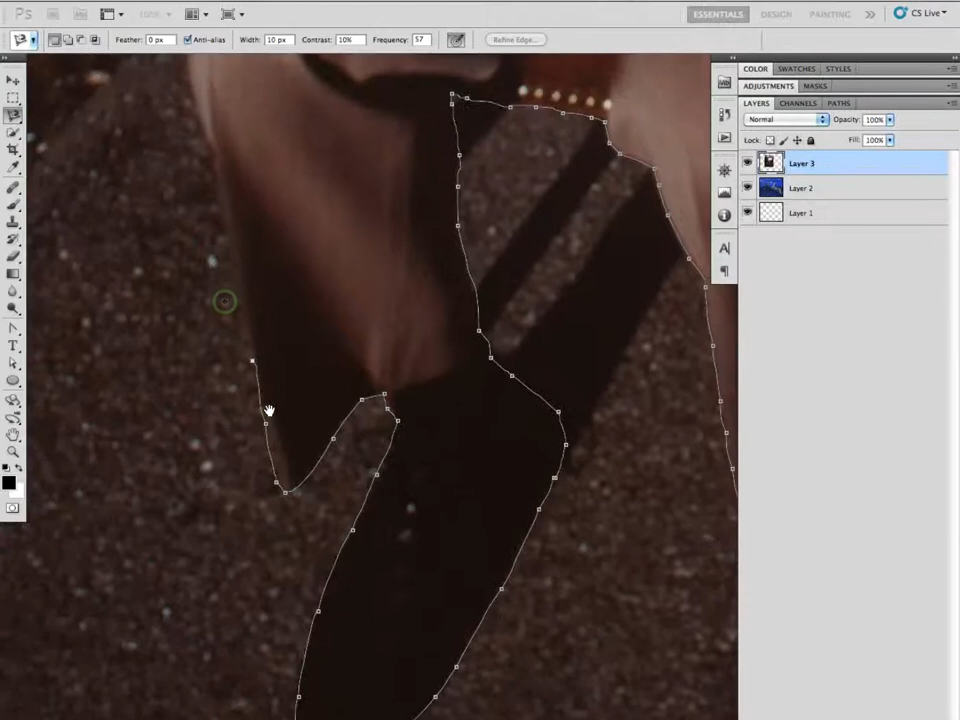 Ps 100% ESSENTIALS DESIGN PAINTING CS Live
Feather: 0 px Anti-alias Width: 10 px Contrast: 10% Frequency: 57 Refine Edge...
COLOR SWATCHES STYLES
ADJUSTMENTS MASKS
LAYERS CHANNELS PATHS
Normal Opacity: 100%
Lock: Fill: 100%
Layer 3
Layer 2
Layer 1